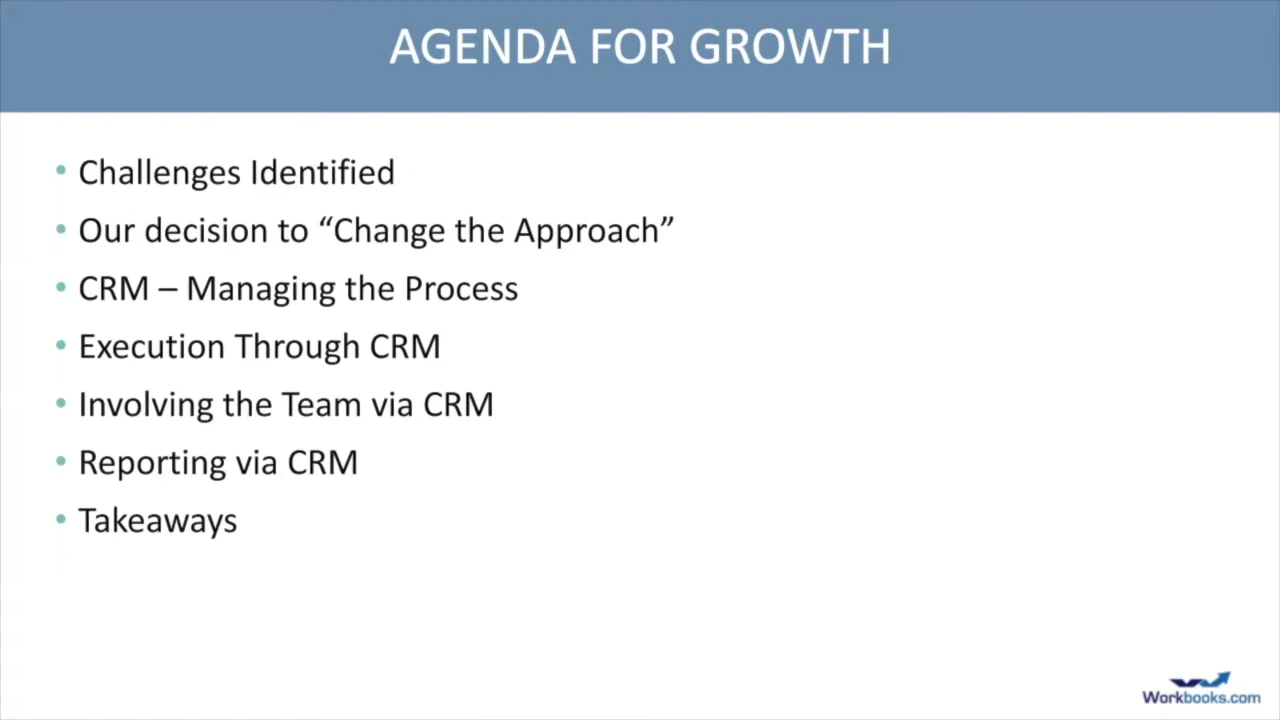 AGENDA FOR GROWTH
• Challenges Identified
• Our decision to “Change the Approach”
• CRM – Managing the Process
• Execution Through CRM
• Involving the Team via CRM
• Reporting via CRM
• Takeaways
Workbooks.com